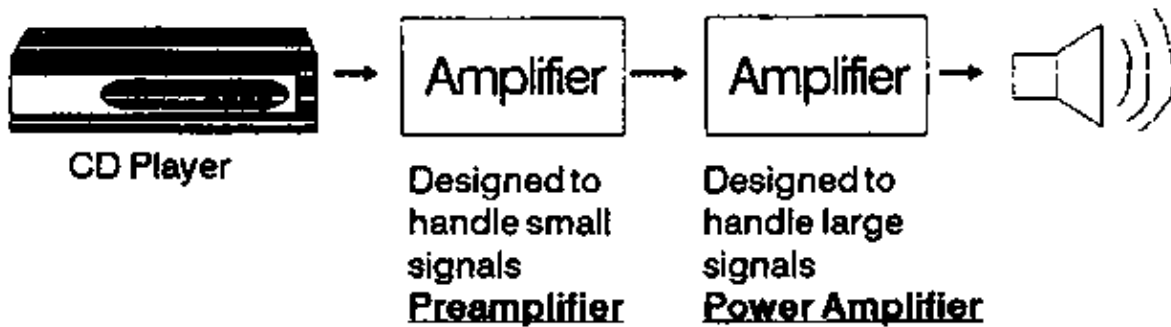 Amplifier
Amplifier
CD Player
Designed to
handle small
signals
Preamplifier
Designed to
handle large
signals
Power Amplifier